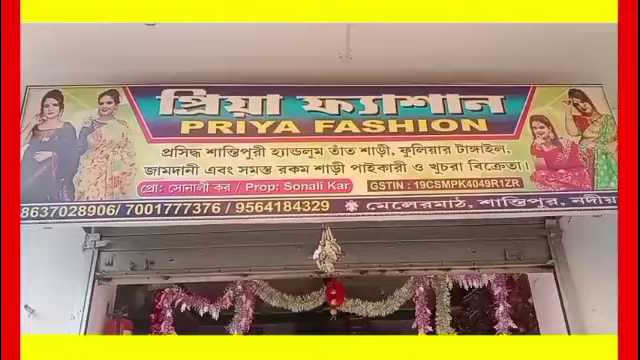 প্রিয়া ফ্যাশান
PRIYA FASHION
প্রসিদ্ধ শান্তিপুরী হ্যান্ডলুম তাঁত শাড়ী, ফুলিয়ার টাঙ্গাইল,
জামদানী এবং সমস্ত রকম শাড়ী পাইকারী ও খুচরা বিক্রেতা।
প্রো: সোনালী কর / Prop: Sonali Kar GSTIN : 19CSMPK4049R1ZR
8637028906/ 7001777376 / 9564184329 ❋ মেলেরমাঠ, শান্তিপুর, নদীয়া